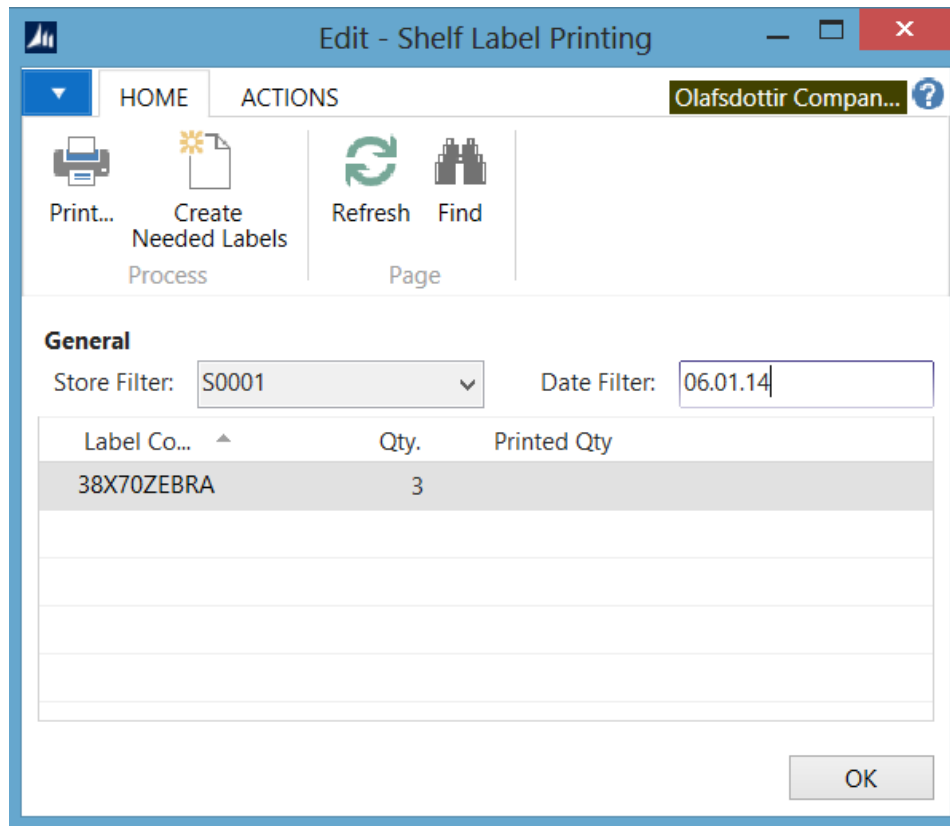 Edit - Shelf Label Printing
HOME ACTIONS Olafsdottir Compan... ?
Print... Create Needed Labels Refresh Find
Process Page
General
Store Filter: S0001 Date Filter: 06.01.14
Label Co... Qty. Printed Qty
38X70ZEBRA 3
OK